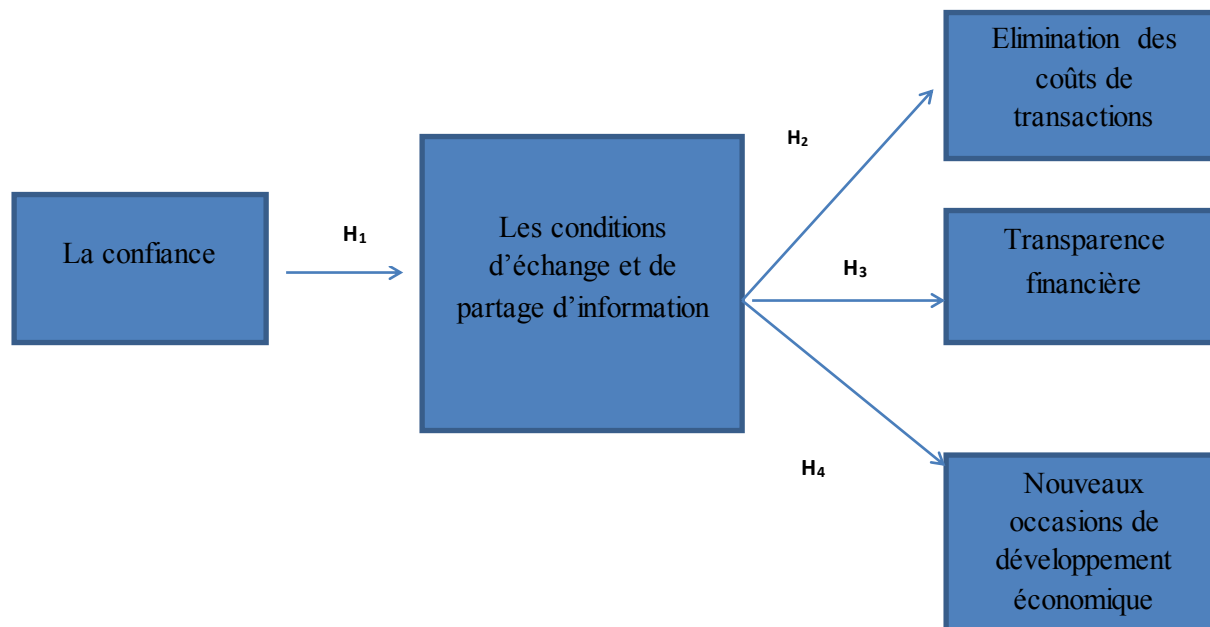 La confiance
H₁
Les conditions
d’échange et de
partage d’information
H₂
H₃
H₄
Elimination des
coûts de
transactions
Transparence
financière
Nouveaux
occasions de
développement
économique